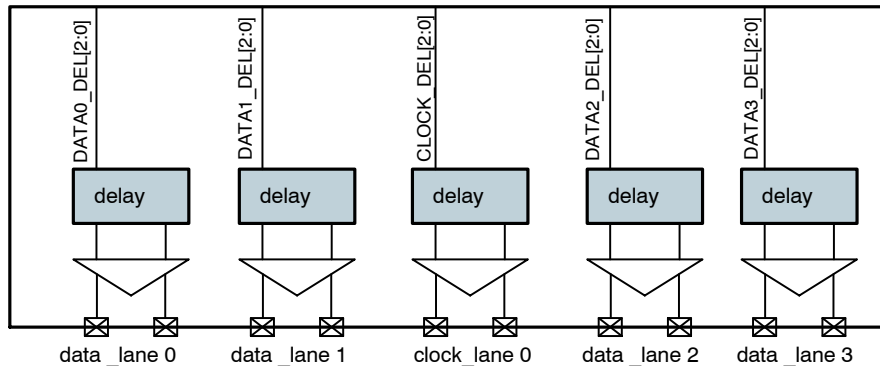 DATA0_DEL[2:0]
DATA1_DEL[2:0]
CLOCK_DEL[2:0]
DATA2_DEL[2:0]
DATA3_DEL[2:0]
delay
delay
delay
delay
delay
data _lane 0
data _lane 1
clock_lane 0
data _lane 2
data _lane 3